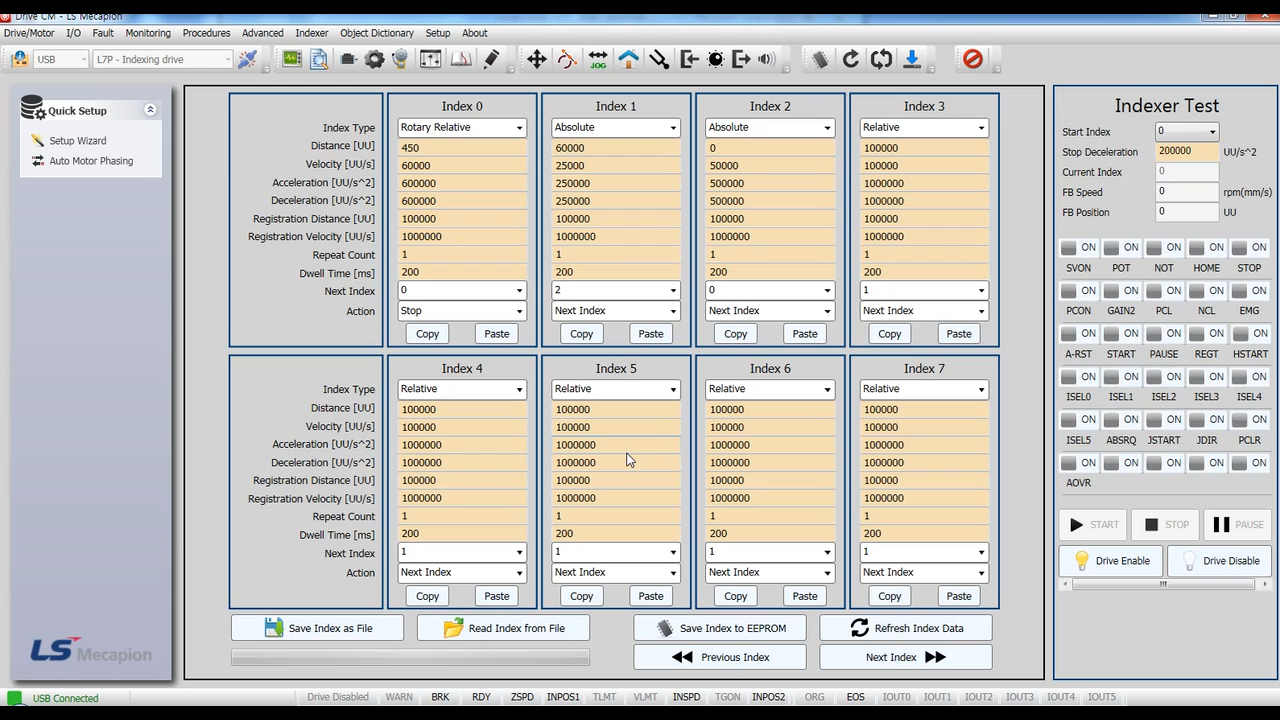 Drive CM - LS Mecapion
Drive/Motor I/O Fault Monitoring Procedures Advanced Indexer Object Dictionary Setup About
USB L7P - Indexing drive JOG
Quick Setup
Setup Wizard
Auto Motor Phasing
Index 0 Index 1 Index 2 Index 3
Index Type Rotary Relative Absolute Absolute Relative
Distance [UU] 450 60000 0 100000
Velocity [UU/s] 60000 25000 50000 100000
Acceleration [UU/s^2] 600000 250000 500000 1000000
Deceleration [UU/s^2] 600000 250000 500000 1000000
Registration Distance [UU] 100000 100000 100000 100000
Registration Velocity [UU/s] 1000000 1000000 1000000 1000000
Repeat Count 1 1 1 1
Dwell Time [ms] 200 200 200 200
Next Index 0 2 0 1
Action Stop Next Index Next Index Next Index
Copy Paste Copy Paste Copy Paste Copy Paste
Index 4 Index 5 Index 6 Index 7
Index Type Relative Relative Relative Relative
Distance [UU] 100000 100000 100000 100000
Velocity [UU/s] 100000 100000 100000 100000
Acceleration [UU/s^2] 1000000 1000000 1000000 1000000
Deceleration [UU/s^2] 1000000 1000000 1000000 1000000
Registration Distance [UU] 100000 100000 100000 100000
Registration Velocity [UU/s] 1000000 1000000 1000000 1000000
Repeat Count 1 1 1 1
Dwell Time [ms] 200 200 200 200
Next Index 1 1 1 1
Action Next Index Next Index Next Index Next Index
Copy Paste Copy Paste Copy Paste Copy Paste
Save Index as File Read Index from File Save Index to EEPROM Refresh Index Data
Previous Index Next Index
Indexer Test
Start Index 0
Stop Deceleration 200000 UU/s^2
Current Index 0
FB Speed 0 rpm(mm/s)
FB Position 0 UU
ON ON ON ON ON
SVON POT NOT HOME STOP
ON ON ON ON ON
PCON GAIN2 PCL NCL EMG
ON ON ON ON ON
A-RST START PAUSE REGT HSTART
ON ON ON ON ON
ISEL0 ISEL1 ISEL2 ISEL3 ISEL4
ON ON ON ON ON
ISEL5 ABSRQ JSTART JDIR PCLR
ON ON ON ON ON
AOVR
START STOP PAUSE
Drive Enable Drive Disable
LS Mecapion
USB Connected Drive Disabled WARN BRK RDY ZSPD INPOS1 TLMT VLMT INSPD TGON INPOS2 ORG EOS IOUT0 IOUT1 IOUT2 IOUT3 IOUT4 IOUT5